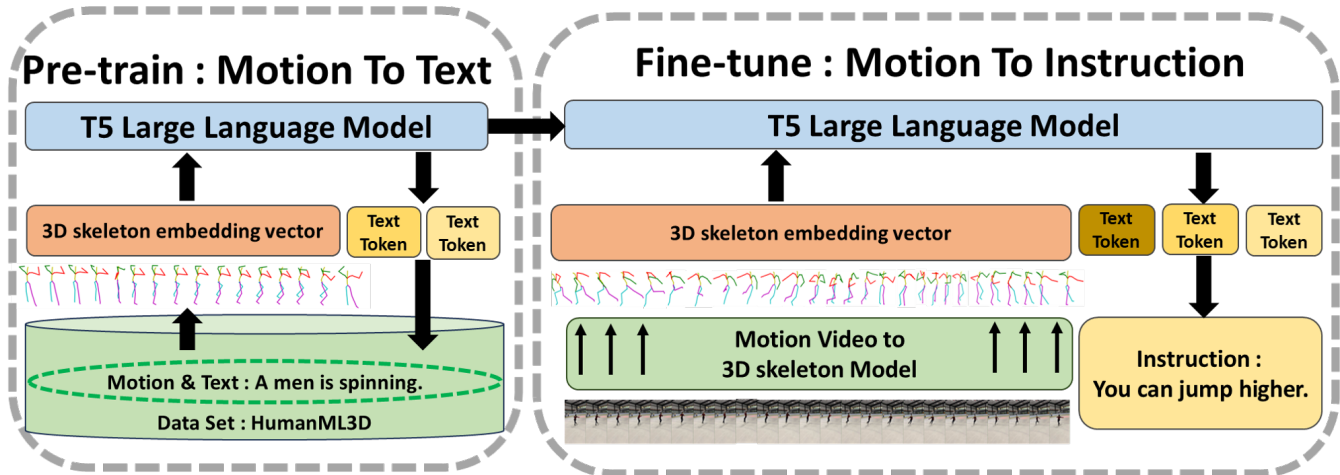 Pre-train : Motion To Text
T5 Large Language Model
3D skeleton embedding vector
Text
Token
Text
Token
Motion & Text : A men is spinning.
Data Set : HumanML3D
Fine-tune : Motion To Instruction
T5 Large Language Model
3D skeleton embedding vector
Text
Token
Text
Token
Text
Token
Motion Video to
3D skeleton Model
Instruction :
You can jump higher.